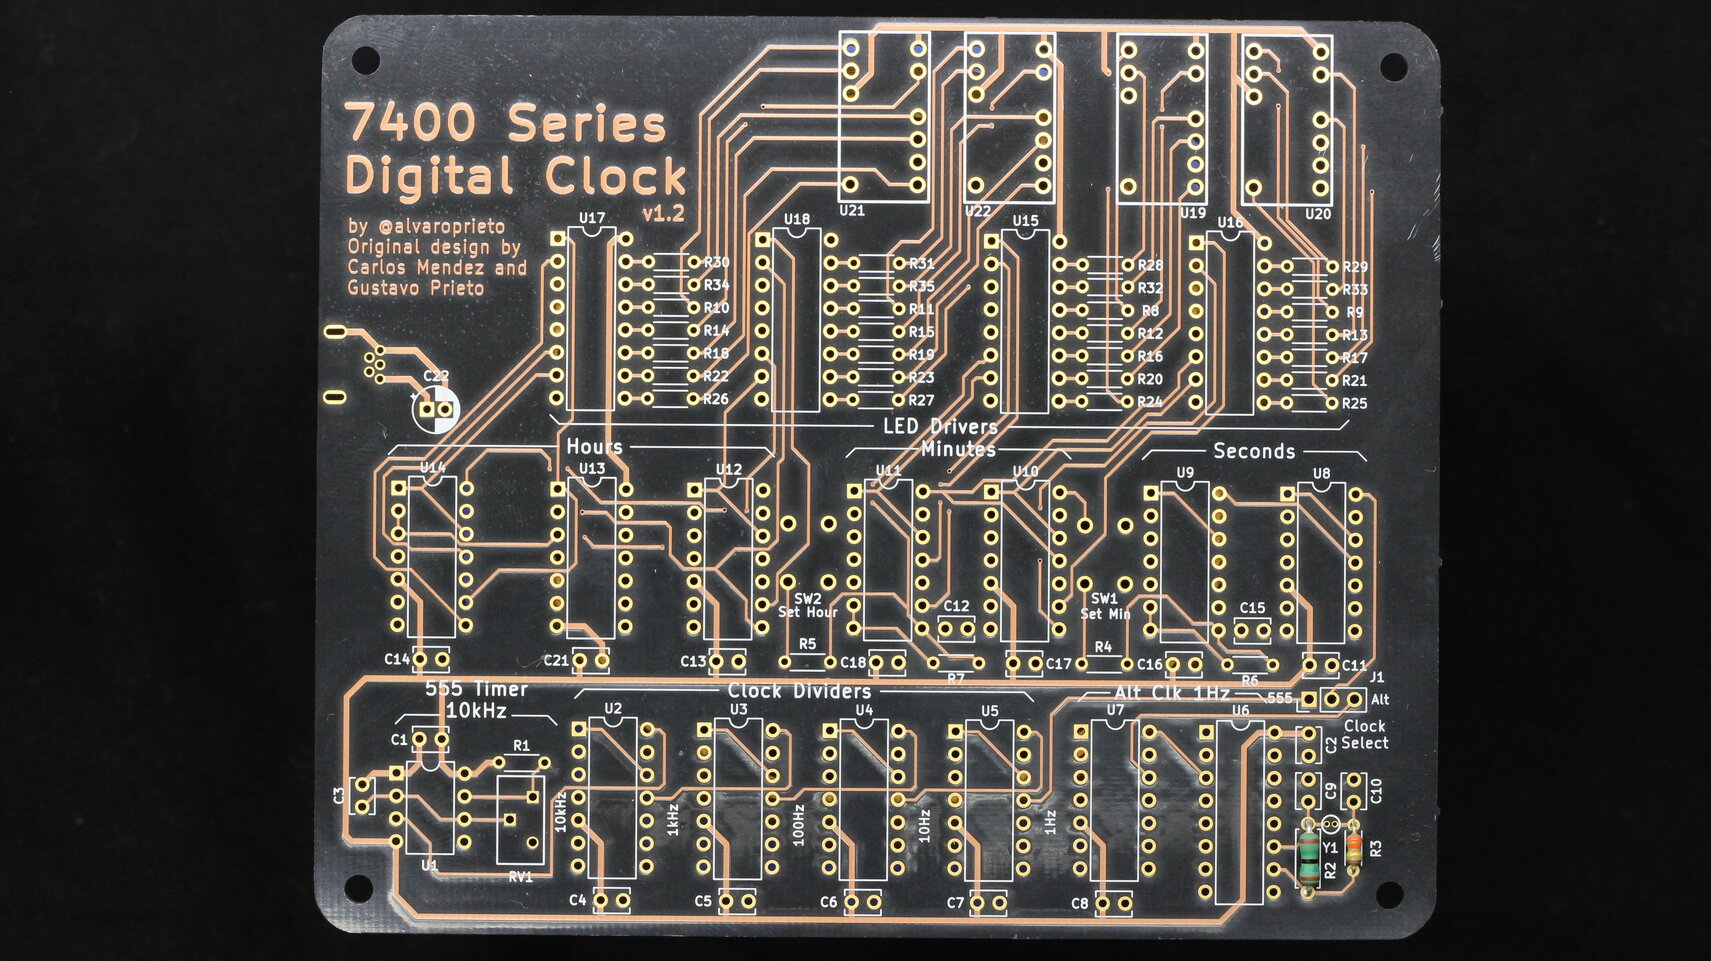 7400 Series
Digital Clock
v1.2
by @alvaroprieto
Original design by
Carlos Mendez and
Gustavo Prieto
U21
U22
U19
U20
U17
U18
U15
U16
R30
R34
R10
R14
R18
R22
R26
R31
R35
R11
R15
R19
R23
R27
R28
R32
R8
R12
R16
R20
R24
R29
R33
R9
R13
R17
R21
R25
C22
LED Drivers
Hours
Minutes
Seconds
U14
U13
U12
U11
U10
U9
U8
SW2
Set Hour
SW1
Set Min
C12
C15
R5
R4
C14
C21
C13
C18
R7
C17
C16
R6
C11
555 Timer
10kHz
Clock Dividers
Alt Clk 1Hz
555
J1
Alt
Clock
Select
U2
U3
U4
U5
U7
U6
C1
R1
C3
U1
RV1
10kHz
1kHz
100Hz
10Hz
1Hz
C2
C9
C10
Y1
R2
R3
C4
C5
C6
C7
C8